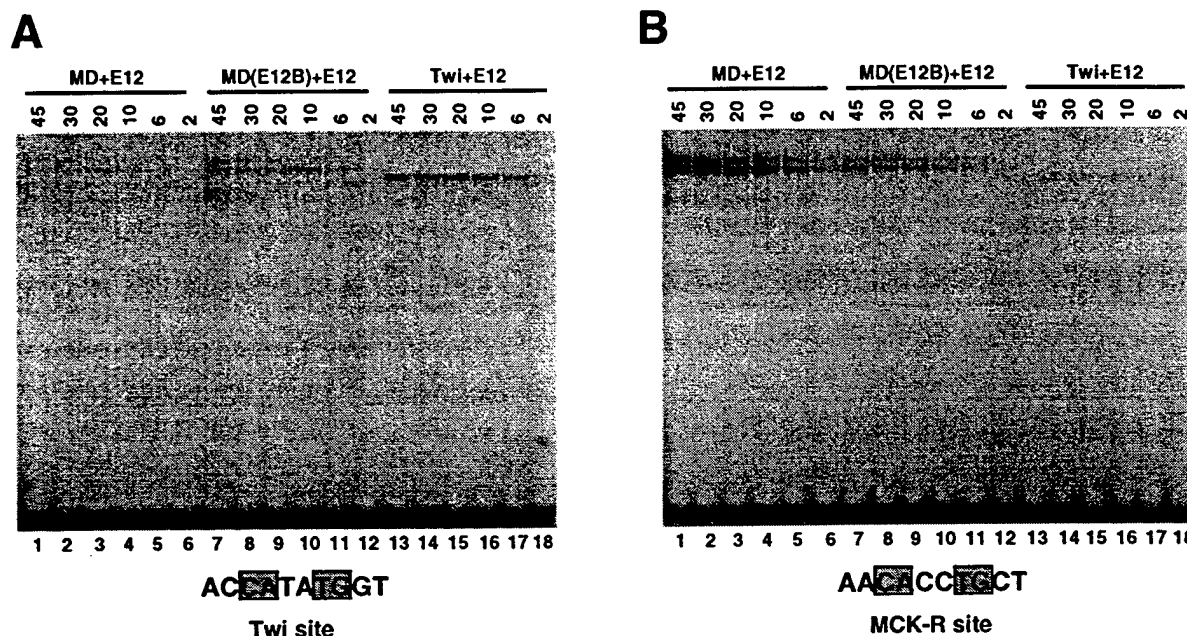 A
MD+E12 MD(E12B)+E12 Twi+E12
45 30 20 10 6 2 45 30 20 10 6 2 45 30 20 10 6 2
1 2 3 4 5 6 7 8 9 10 11 12 13 14 15 16 17 18
ACCATATGGT
Twi site
B
MD+E12 MD(E12B)+E12 Twi+E12
45 30 20 10 6 2 45 30 20 10 6 2 45 30 20 10 6 2
1 2 3 4 5 6 7 8 9 10 11 12 13 14 15 16 17 18
AACACCTGCT
MCK-R site